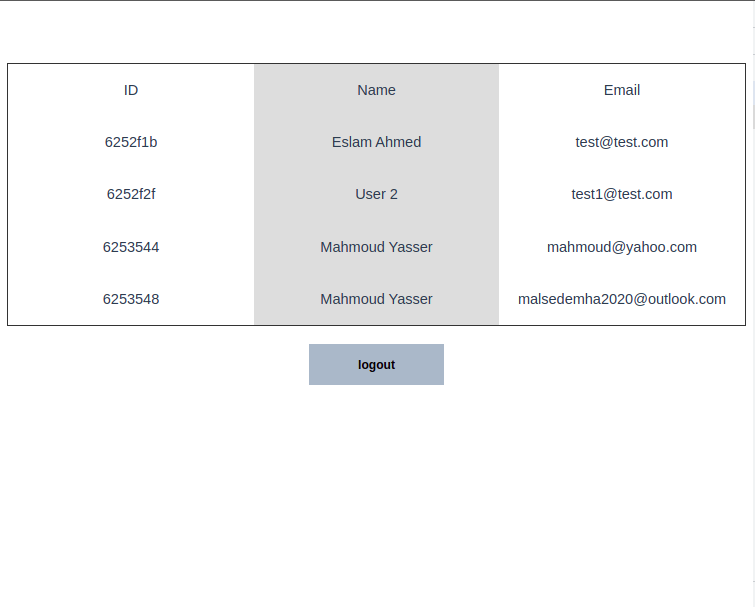 ID Name Email
6252f1b Eslam Ahmed test@test.com
6252f2f User 2 test1@test.com
6253544 Mahmoud Yasser mahmoud@yahoo.com
6253548 Mahmoud Yasser malsedemha2020@outlook.com
logout